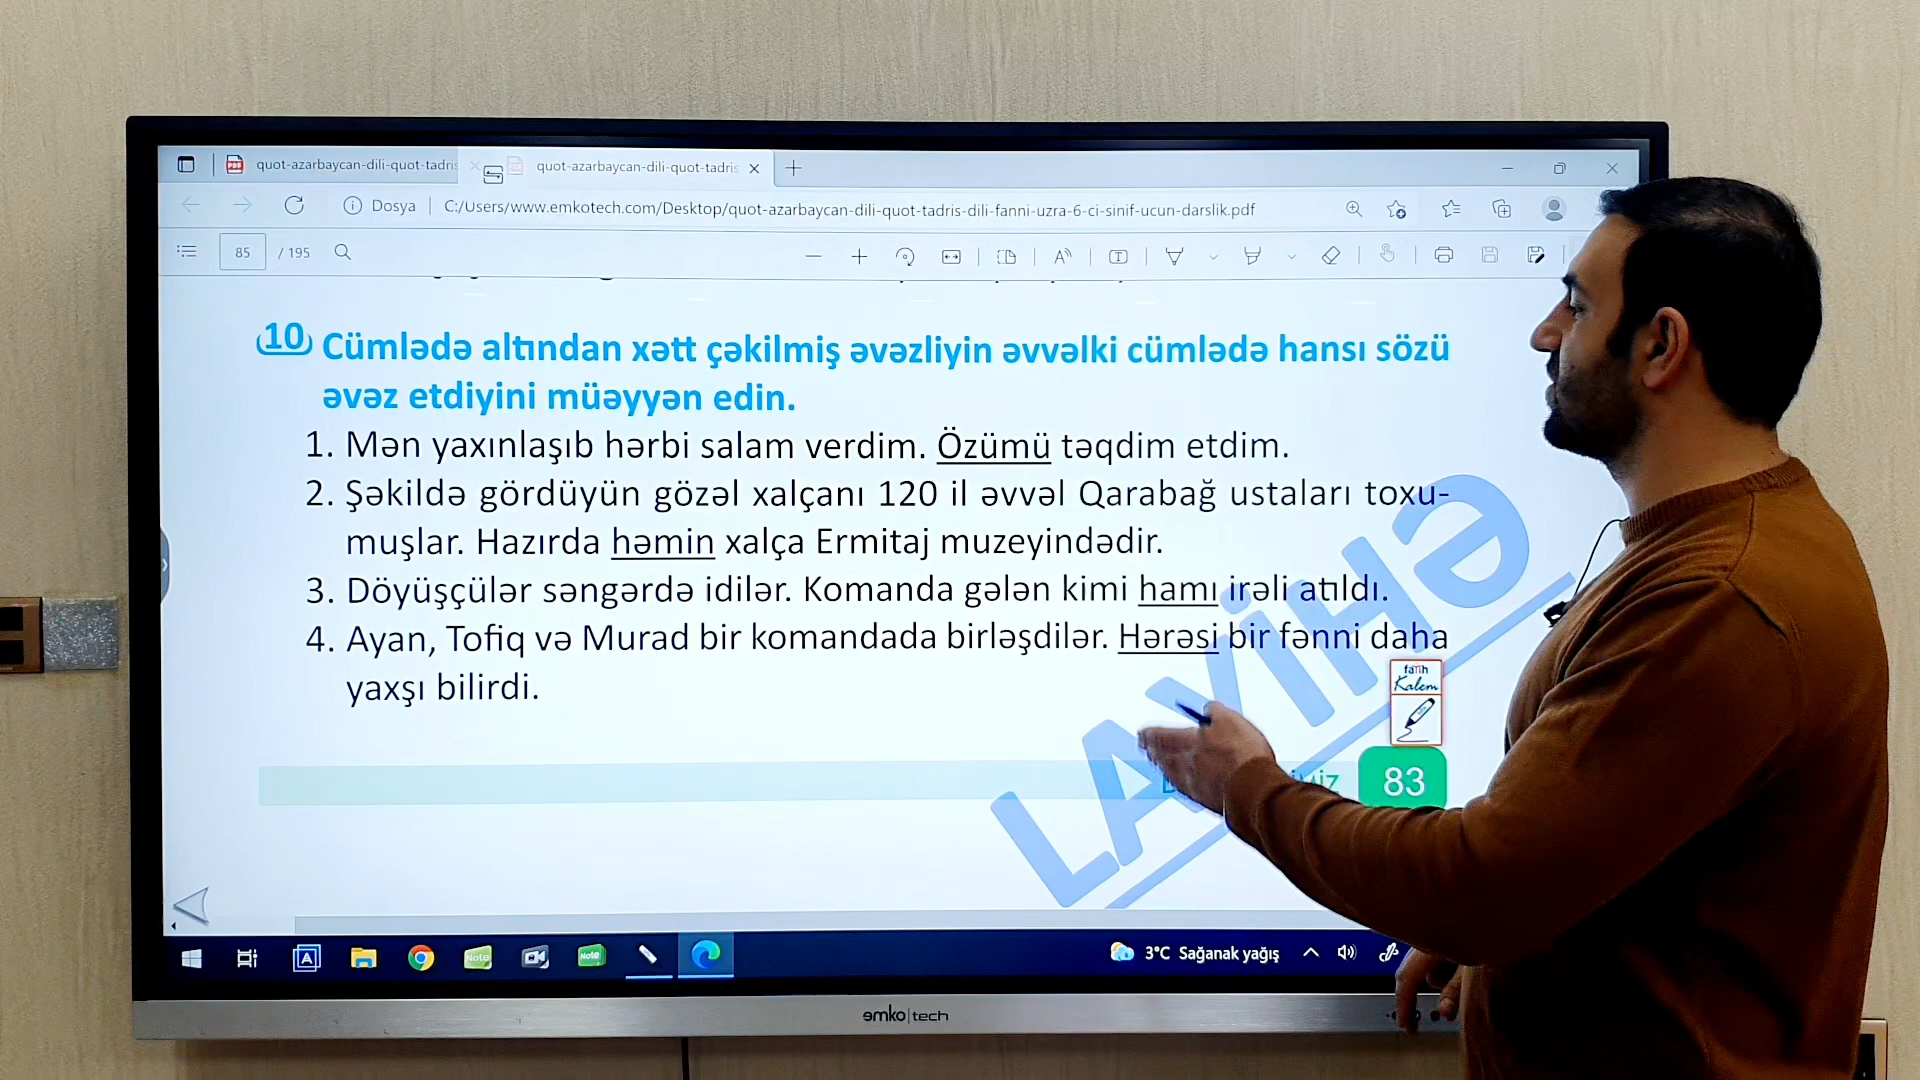 quot-azarbaycan-dili-quot-tadris
quot-azarbaycan-dili-quot-tadris
Dosya
C:/Users/www.emkotech.com/Desktop/quot-azarbaycan-dili-quot-tadris-dili-fanni-uzra-6-ci-sinif-ucun-darslik.pdf
85 / 195
10 Cümlədə altından xətt çəkilmiş əvəzliyin əvvəlki cümlədə hansı sözü
əvəz etdiyini müəyyən edin.
1. Mən yaxınlaşıb hərbi salam verdim. Özümü təqdim etdim.
2. Şəkildə gördüyün gözəl xalçanı 120 il əvvəl Qarabağ ustaları toxu-
muşlar. Hazırda həmin xalça Ermitaj muzeyindədir.
3. Döyüşçülər səngərdə idilər. Komanda gələn kimi hamı irəli atıldı.
4. Ayan, Tofiq və Murad bir komandada birləşdilər. Hərəsi bir fənni daha
yaxşı bilirdi.
fatih
Kalem
LAYİHƏ
83
3°C Sağanak yağış
emko|tech